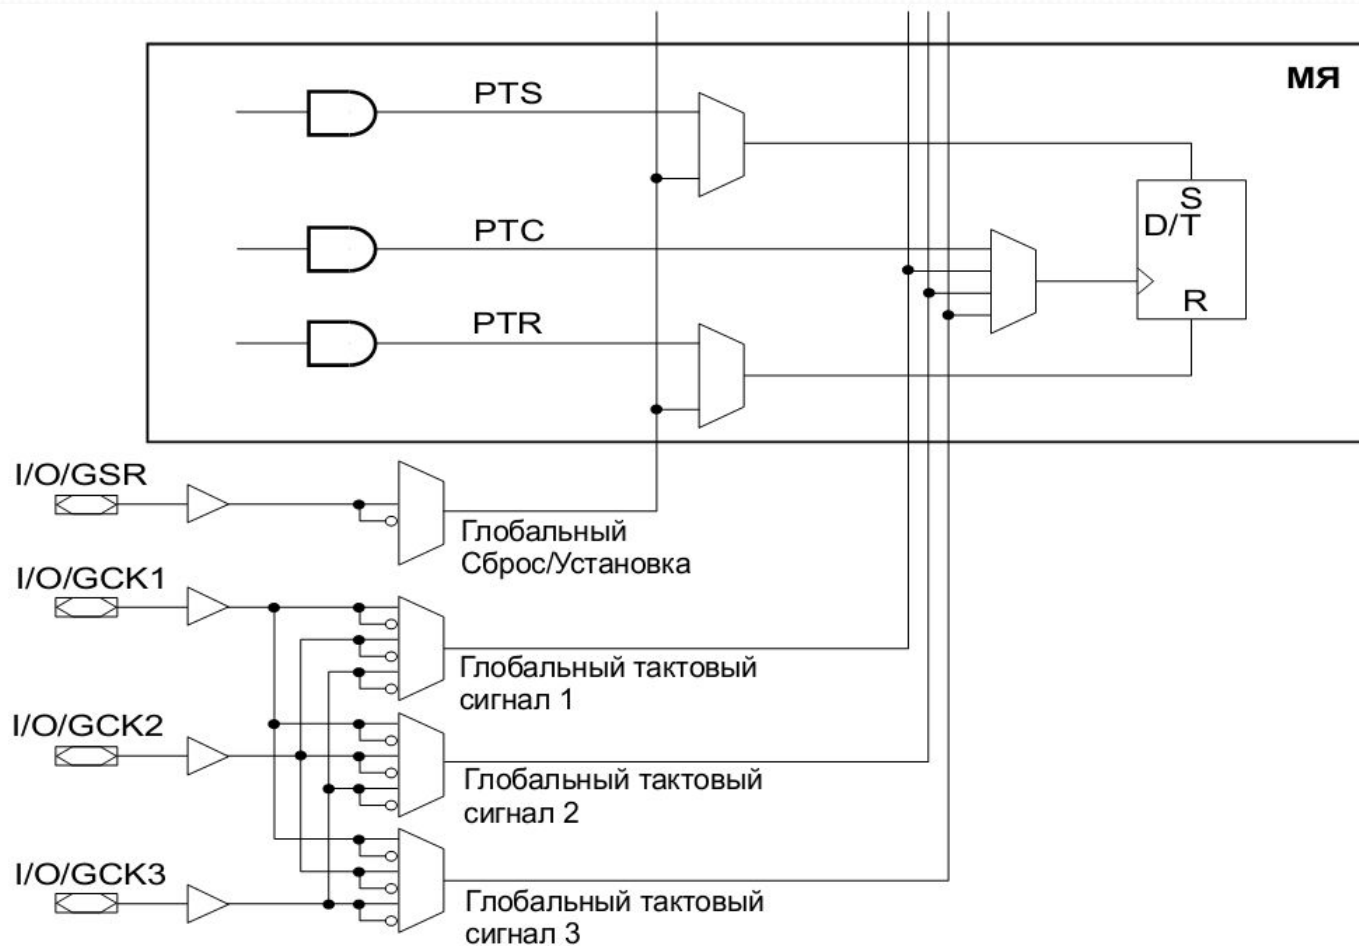 МЯ
PTS
S
D/T
PTC
R
PTR
I/O/GSR
Глобальный
Сброс/Установка
I/O/GCK1
Глобальный тактовый
сигнал 1
I/O/GCK2
Глобальный тактовый
сигнал 2
I/O/GCK3
Глобальный тактовый
сигнал 3